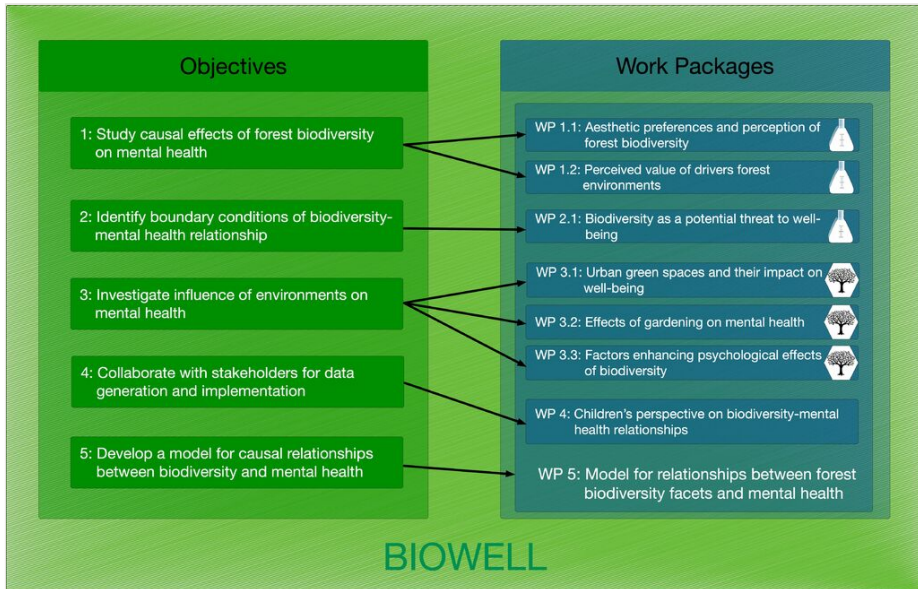 Objectives
1: Study causal effects of forest biodiversity
on mental health
2: Identify boundary conditions of biodiversity-
mental health relationship
3: Investigate influence of environments on
mental health
4: Collaborate with stakeholders for data
generation and implementation
5: Develop a model for causal relationships
between biodiversity and mental health
Work Packages
WP 1.1: Aesthetic preferences and perception of
forest biodiversity
WP 1.2: Perceived value of drivers forest
environments
WP 2.1: Biodiversity as a potential threat to well-
being
WP 3.1: Urban green spaces and their impact on
well-being
WP 3.2: Effects of gardening on mental health
WP 3.3: Factors enhancing psychological effects
of biodiversity
WP 4: Children's perspective on biodiversity-mental
health relationships
WP 5: Model for relationships between forest
biodiversity facets and mental health
BIOWELL